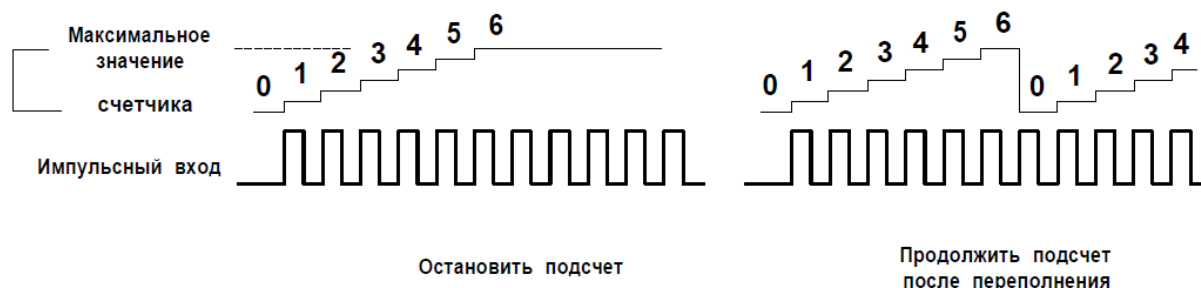 Максимальное
значение
счетчика
0 1 2 3 4 5 6
0 1 2 3 4 5 6 0 1 2 3 4
Импульсный вход
Остановить подсчет
Продолжить подсчет
после переполнения